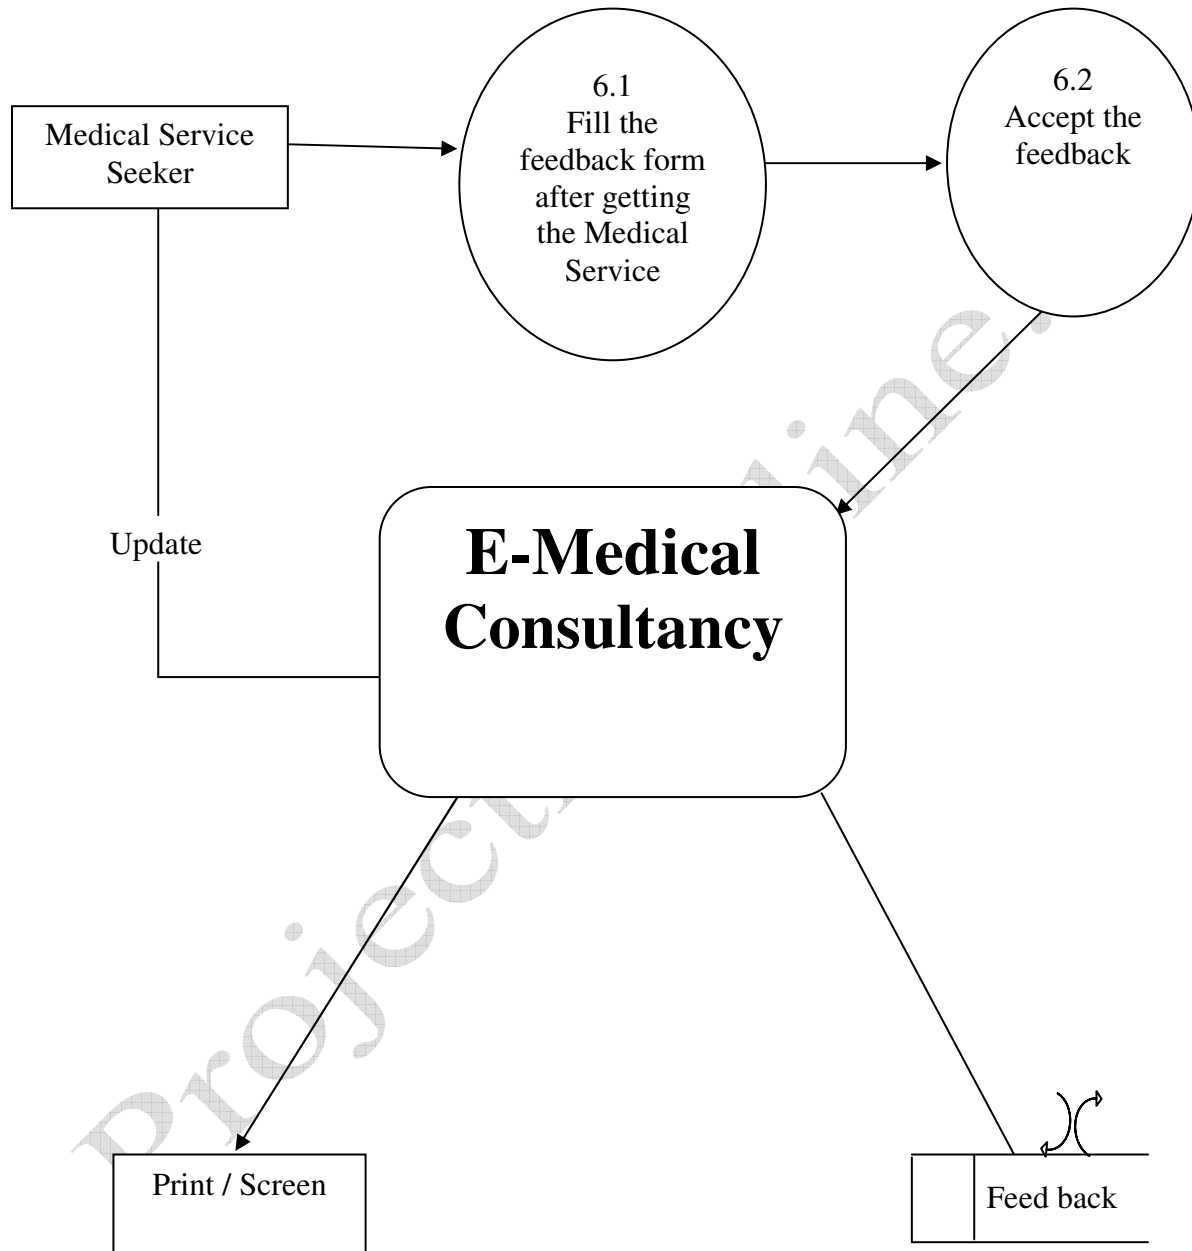 Medical Service
Seeker
6.1
Fill the
feedback form
after getting
the Medical
Service
6.2
Accept the
feedback
Update
E-Medical
Consultancy
Print / Screen
Feed back